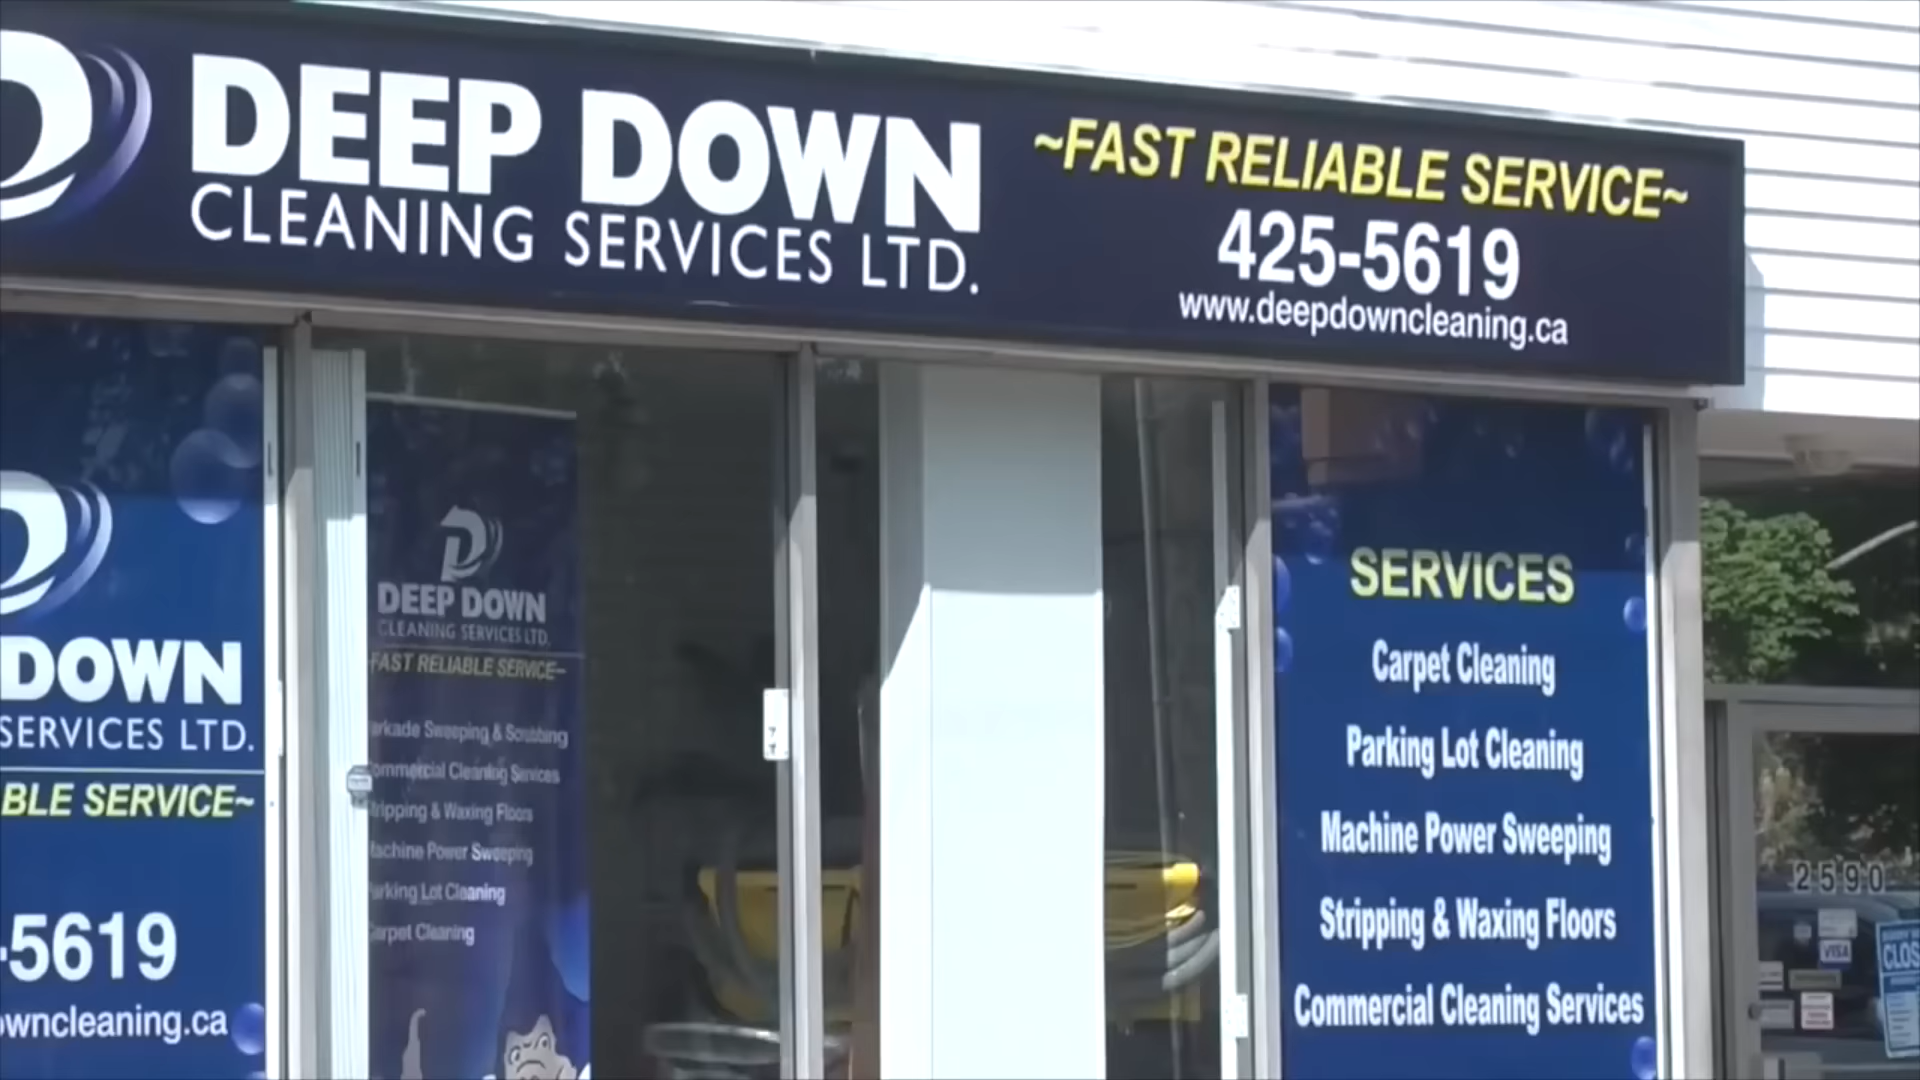 DEEP DOWN
CLEANING SERVICES LTD.
~FAST RELIABLE SERVICE~
425-5619
www.deepdowncleaning.ca
DOWN
SERVICES LTD.
BLE SERVICE~
-5619
owncleaning.ca
DEEP DOWN
CLEANING SERVICES LTD.
FAST RELIABLE SERVICE~
arkade Sweeping & Scrubbing
ommercial Cleaning Services
tripping & Waxing Floors
achine Power Sweeping
arking Lot Cleaning
arpet Cleaning
SERVICES
Carpet Cleaning
Parking Lot Cleaning
Machine Power Sweeping
Stripping & Waxing Floors
Commercial Cleaning Services
2590
VISA
CLOS